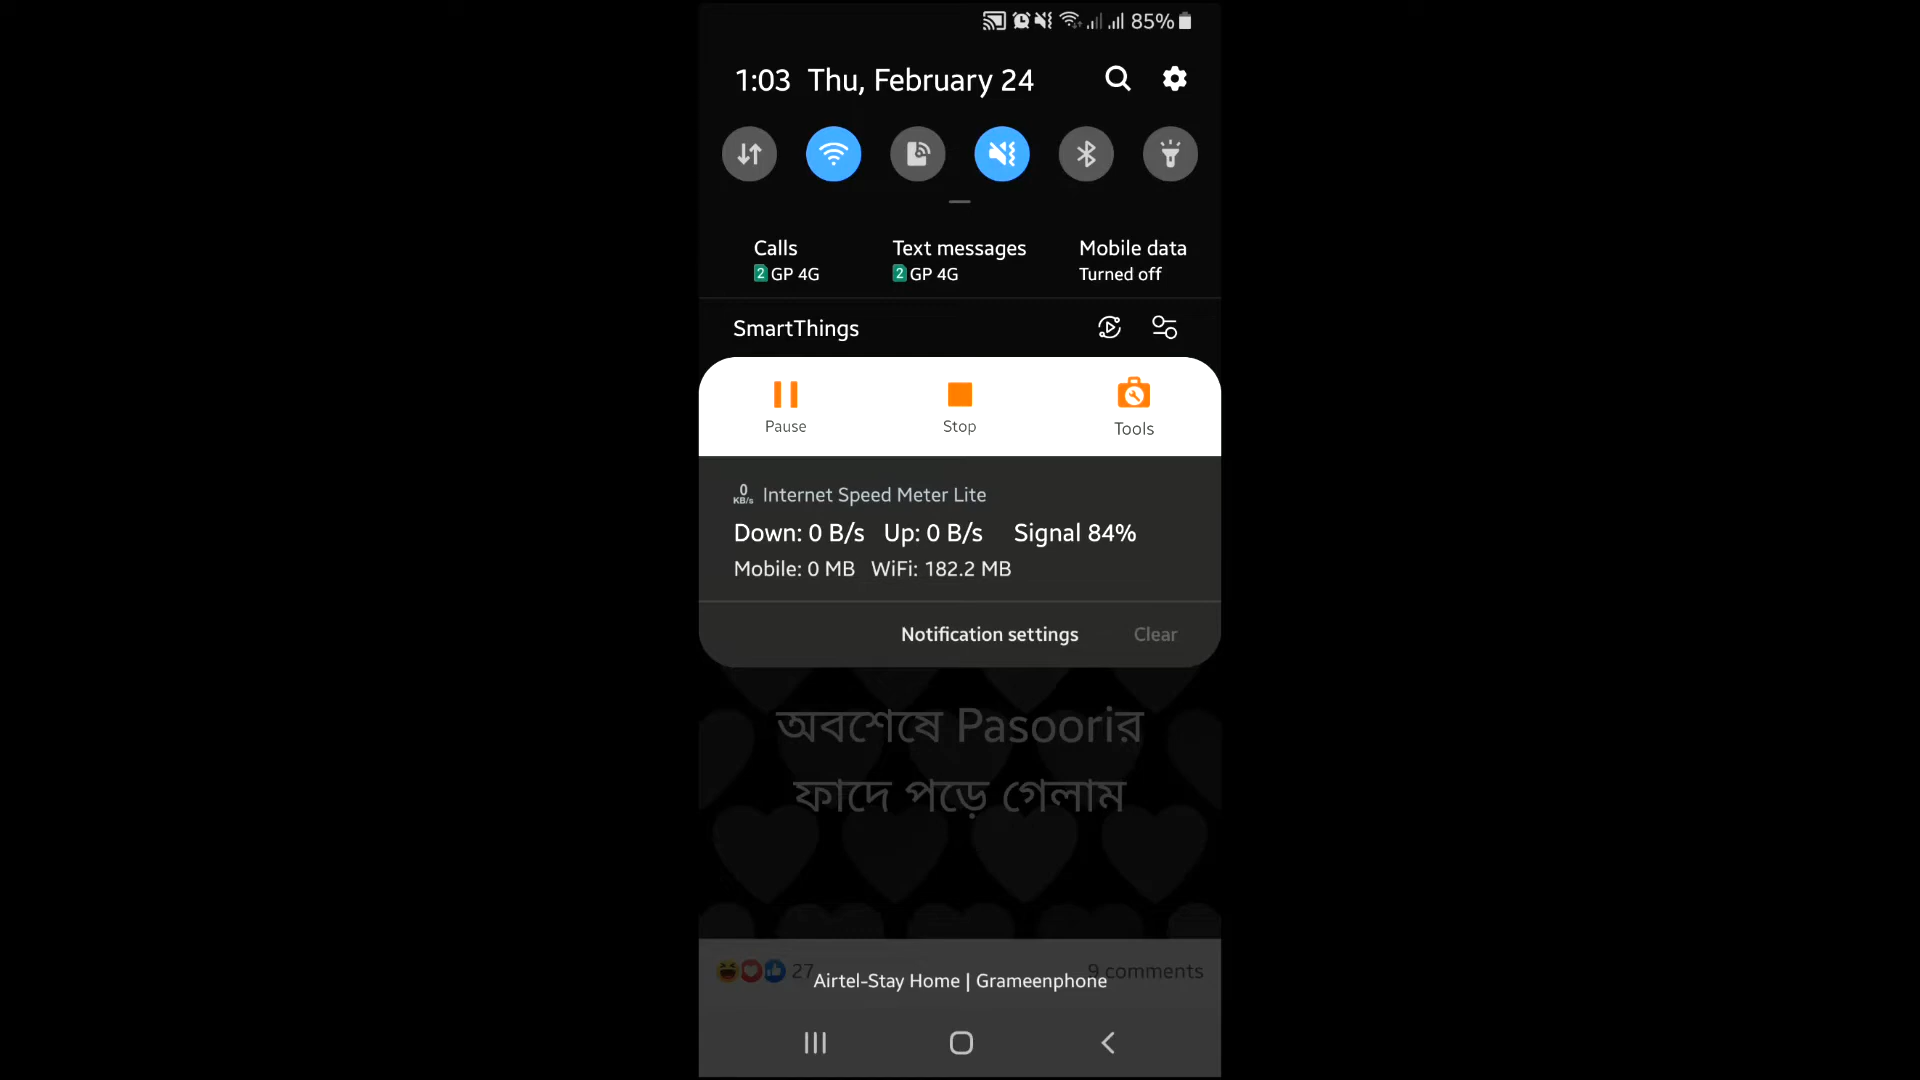 85%
1:03 Thu, February 24
Calls Text messages Mobile data
2 GP 4G 2 GP 4G Turned off
SmartThings
Pause Stop Tools
0 KB/s Internet Speed Meter Lite
Down: 0 B/s Up: 0 B/s Signal 84%
Mobile: 0 MB WiFi: 182.2 MB
Notification settings Clear
অবশেষে Pasooriর
ফাদে পড়ে গেলাম
27 9 comments
Airtel-Stay Home | Grameenphone